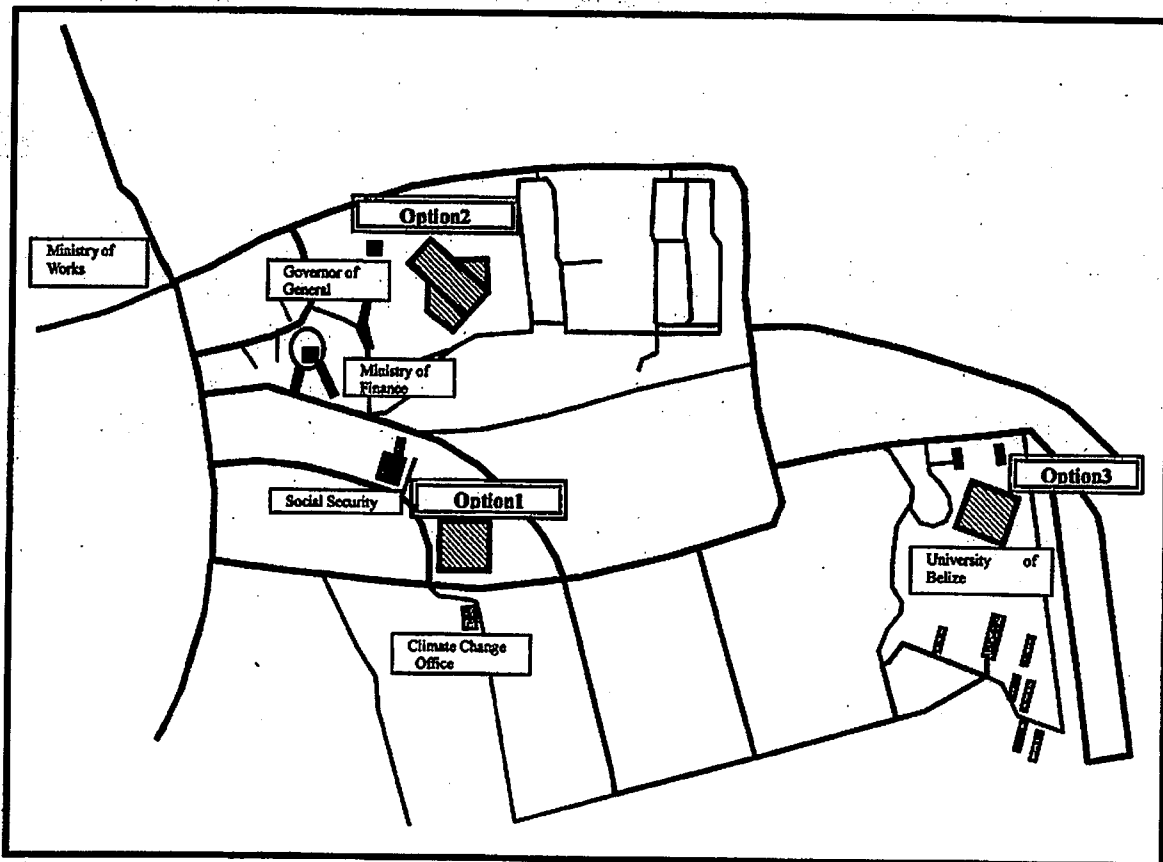 Option2
Ministry of
Works
Governor of
General
Ministry of
Finance
Option3
Social Security
Option1
University of
Belize
Climate Change
Office